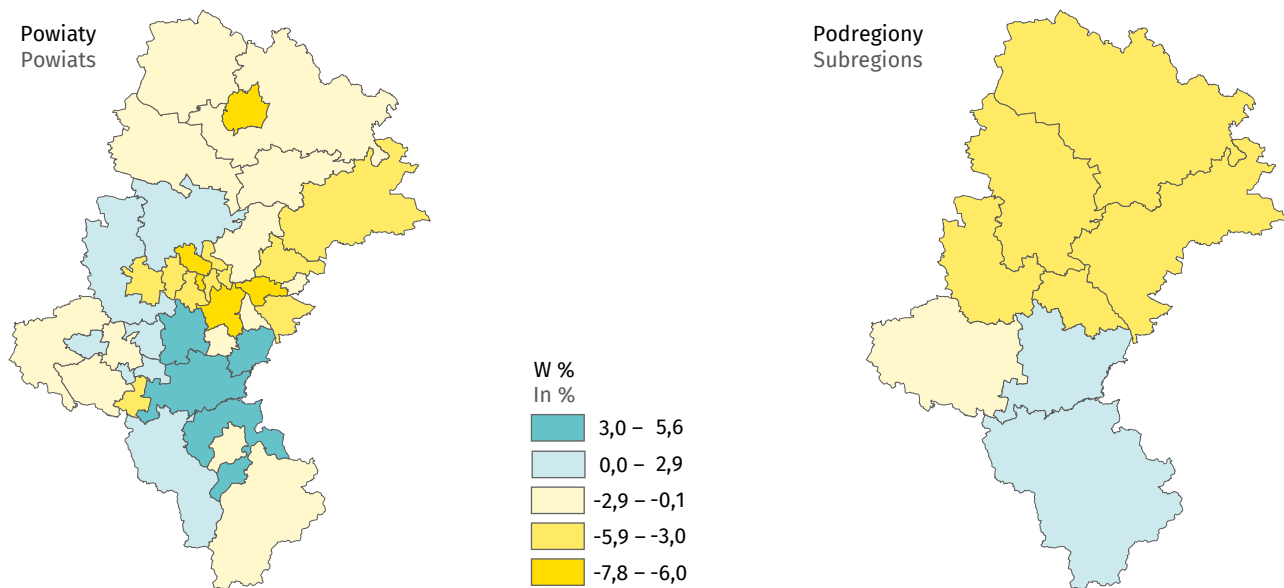 Powiaty
Powiats
Podregiony
Subregions
W %
In %
3,0 – 5,6
0,0 – 2,9
-2,9 – -0,1
-5,9 – -3,0
-7,8 – -6,0